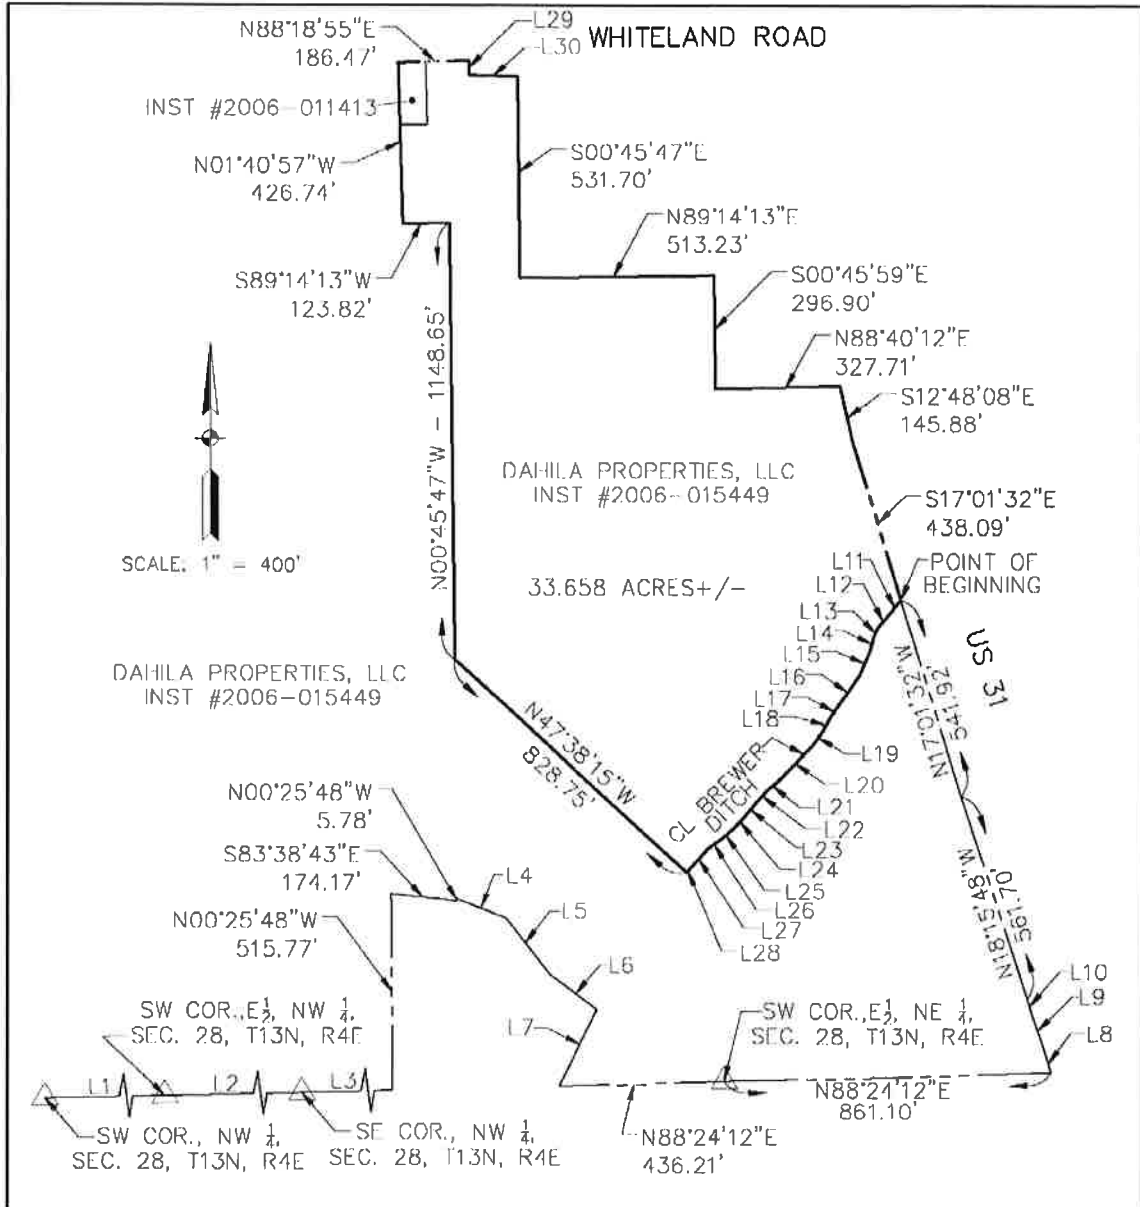 N88°18'55"E
186.47'
L29
L30
WHITELAND ROAD
INST #2006-011413
N01°40'57"W
426.74'
S00°45'47"E
531.70'
N89°14'13"E
513.23'
S89°14'13"W
123.82'
S00°45'59"E
296.90'
N88°40'12"E
327.71'
S12°48'08"E
145.88'
N00°45'47"W - 1148.65'
SCALE: 1" = 400'
DAHILA PROPERTIES, LLC
INST #2006-015449
S17°01'32"E
438.09'
33.658 ACRES+/-
POINT OF
BEGINNING
L11
L12
L13
L14
L15
L16
L17
L18
US 31
N17°01'32"W
541.92'
DAHILA PROPERTIES, LLC
INST #2006-015449
N47°38'15"W
828.75'
CL BREWER
DITCH
L19
L20
L21
L22
L23
L24
L25
L26
L27
L28
N00°25'48"W
5.78'
S83°38'43"E
174.17'
N00°25'48"W
515.77'
L4
L5
L6
L7
N18°15'48"W
561.70'
L10
L9
L8
SW COR.,E½, NW ¼,
SEC. 28, T13N, R4E
SW COR.,E½, NE ¼,
SEC. 28, T13N, R4E
L1
L2
L3
N88°24'12"E
861.10'
SW COR., NW ¼,
SEC. 28, T13N, R4E
SE COR., NW ¼,
SEC. 28, T13N, R4E
N88°24'12"E
436.21'